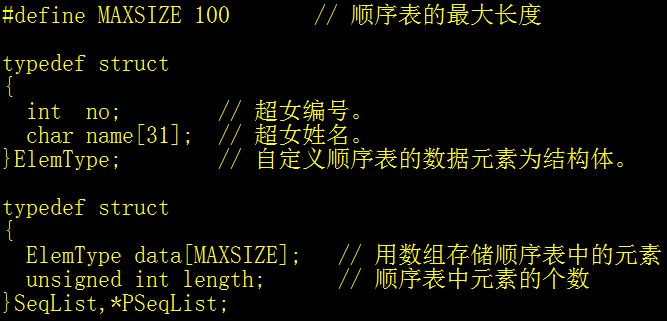 #define MAXSIZE 100      // 顺序表的最大长度
typedef struct
{
  int  no;        // 超女编号。
  char name[31];  // 超女姓名。
}ElemType;        // 自定义顺序表的数据元素为结构体。
typedef struct
{
  ElemType data[MAXSIZE];   // 用数组存储顺序表中的元素
  unsigned int length;      // 顺序表中元素的个数
}SeqList,*PSeqList;